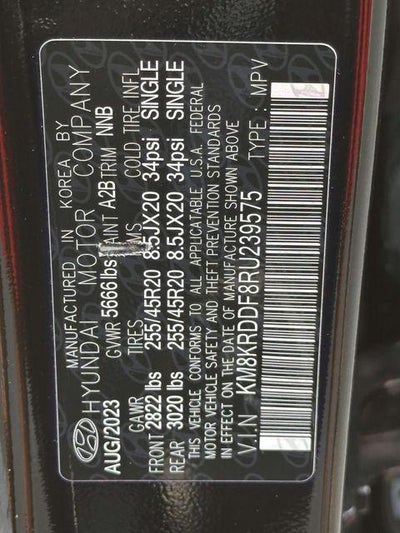 MANUFACTURED IN KOREA BY
HYUNDAI MOTOR COMPANY
AUG/2023 GVWR 5666 lbs PAINT A2B TRIM NNB
GAWR TIRES RIMS COLD TIRE INFL
FRONT 2822 lbs 255/45R20 8.5JX20 34psi SINGLE
REAR 3020 lbs 255/45R20 8.5JX20 34psi SINGLE
THIS VEHICLE CONFORMS TO ALL APPLICABLE U.S.A. FEDERAL
MOTOR VEHICLE SAFETY AND THEFT PREVENTION STANDARDS
IN EFFECT ON THE DATE OF MANUFACTURE SHOWN ABOVE
V.I.N KM8KRDDF8RU239575 TYPE : MPV